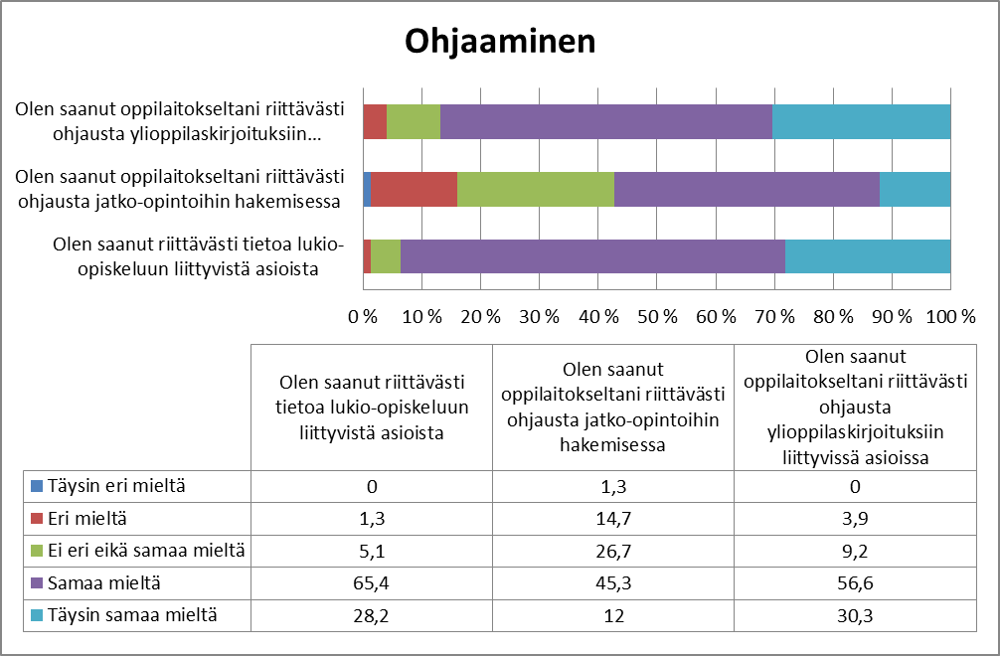 Ohjaaminen
Olen saanut oppilaitokseltani riittävästi
ohjausta ylioppilaskirjoituksiin...
Olen saanut oppilaitokseltani riittävästi
ohjausta jatko-opintoihin hakemisessa
Olen saanut riittävästi tietoa lukio-
opiskeluun liittyvistä asioista
0 % 10 % 20 % 30 % 40 % 50 % 60 % 70 % 80 % 90 % 100 %
Olen saanut riittävästi
tietoa lukio-opiskeluun
liittyvistä asioista
Olen saanut
oppilaitokseltani riittävästi
ohjausta jatko-opintoihin
hakemisessa
Olen saanut
oppilaitokseltani riittävästi
ohjausta
ylioppilaskirjoituksiin
liittyvissä asioissa
Täysin eri mieltä 0 1,3 0
Eri mieltä 1,3 14,7 3,9
Ei eri eikä samaa mieltä 5,1 26,7 9,2
Samaa mieltä 65,4 45,3 56,6
Täysin samaa mieltä 28,2 12 30,3